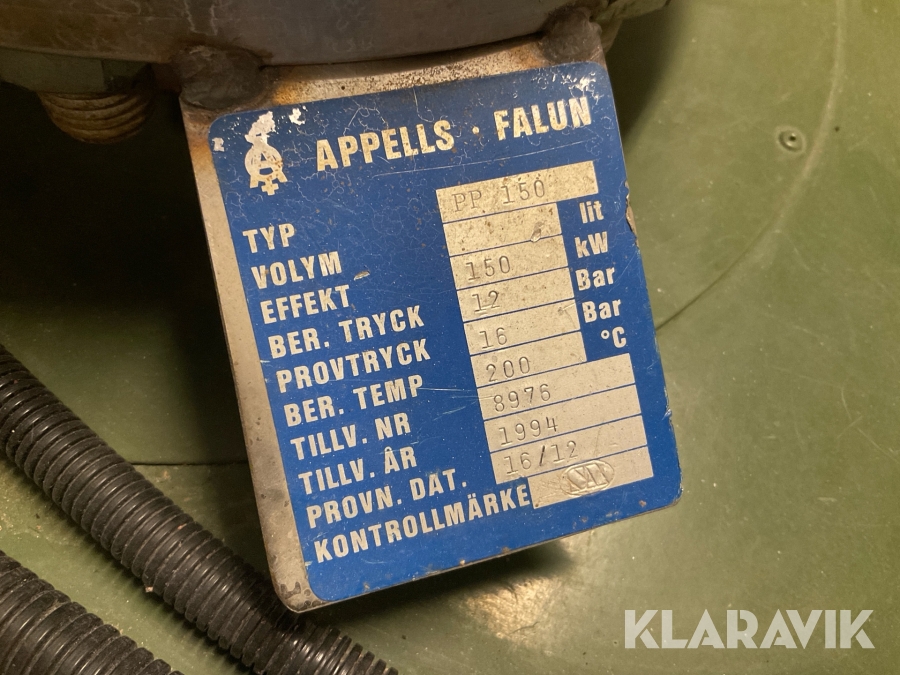 APPELLS · FALUN
TYP PP 150
VOLYM lit
EFFEKT 150 kW
BER. TRYCK 12 Bar
PROVTRYCK 16 Bar
BER. TEMP 200 °C
TILLV. NR 8976
TILLV. ÅR 1994
PROVN. DAT. 16/12
KONTROLLMÄRKE
KLARAVIK